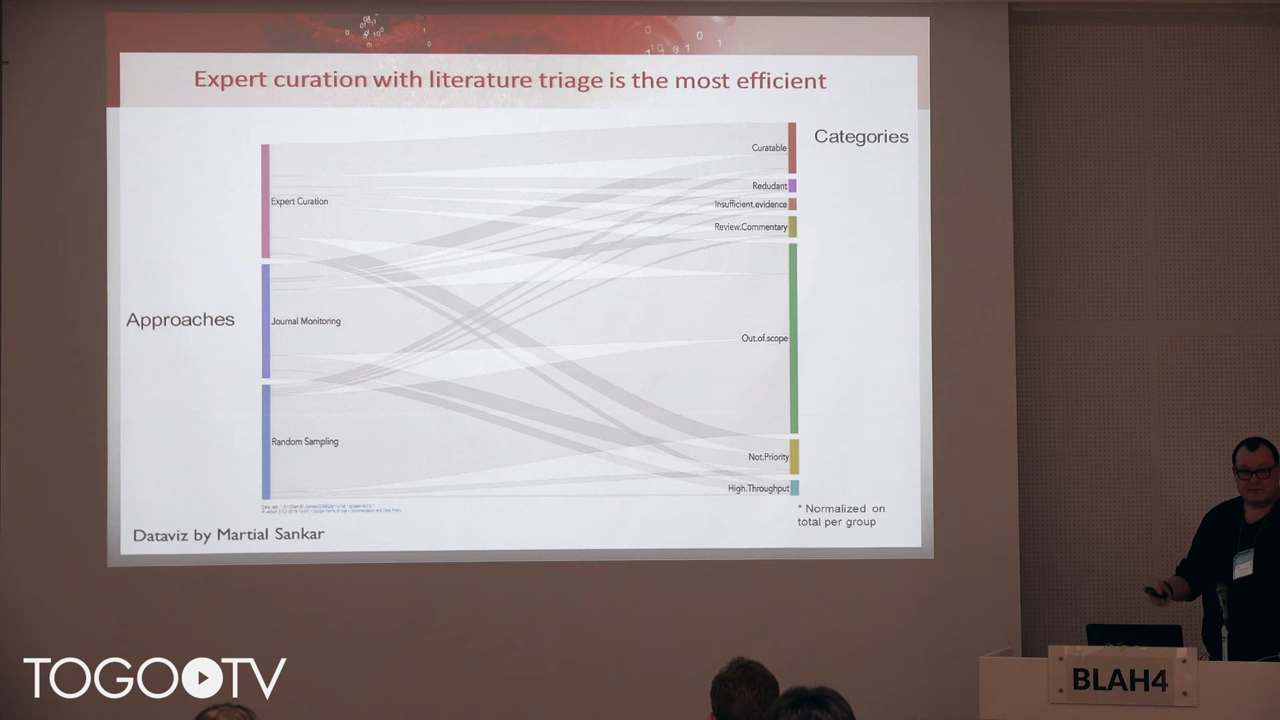 Expert curation with literature triage is the most efficient
Categories
Curatable
Redudant
Expert Curation
Insufficient.evidence
Review.Commentary
Approaches
Journal Monitoring
Out.of.scope
Random Sampling
Not.Priority
High.Throughput
* Normalized on
total per group
Dataviz by Martial Sankar
TOGOTV
BLAH4